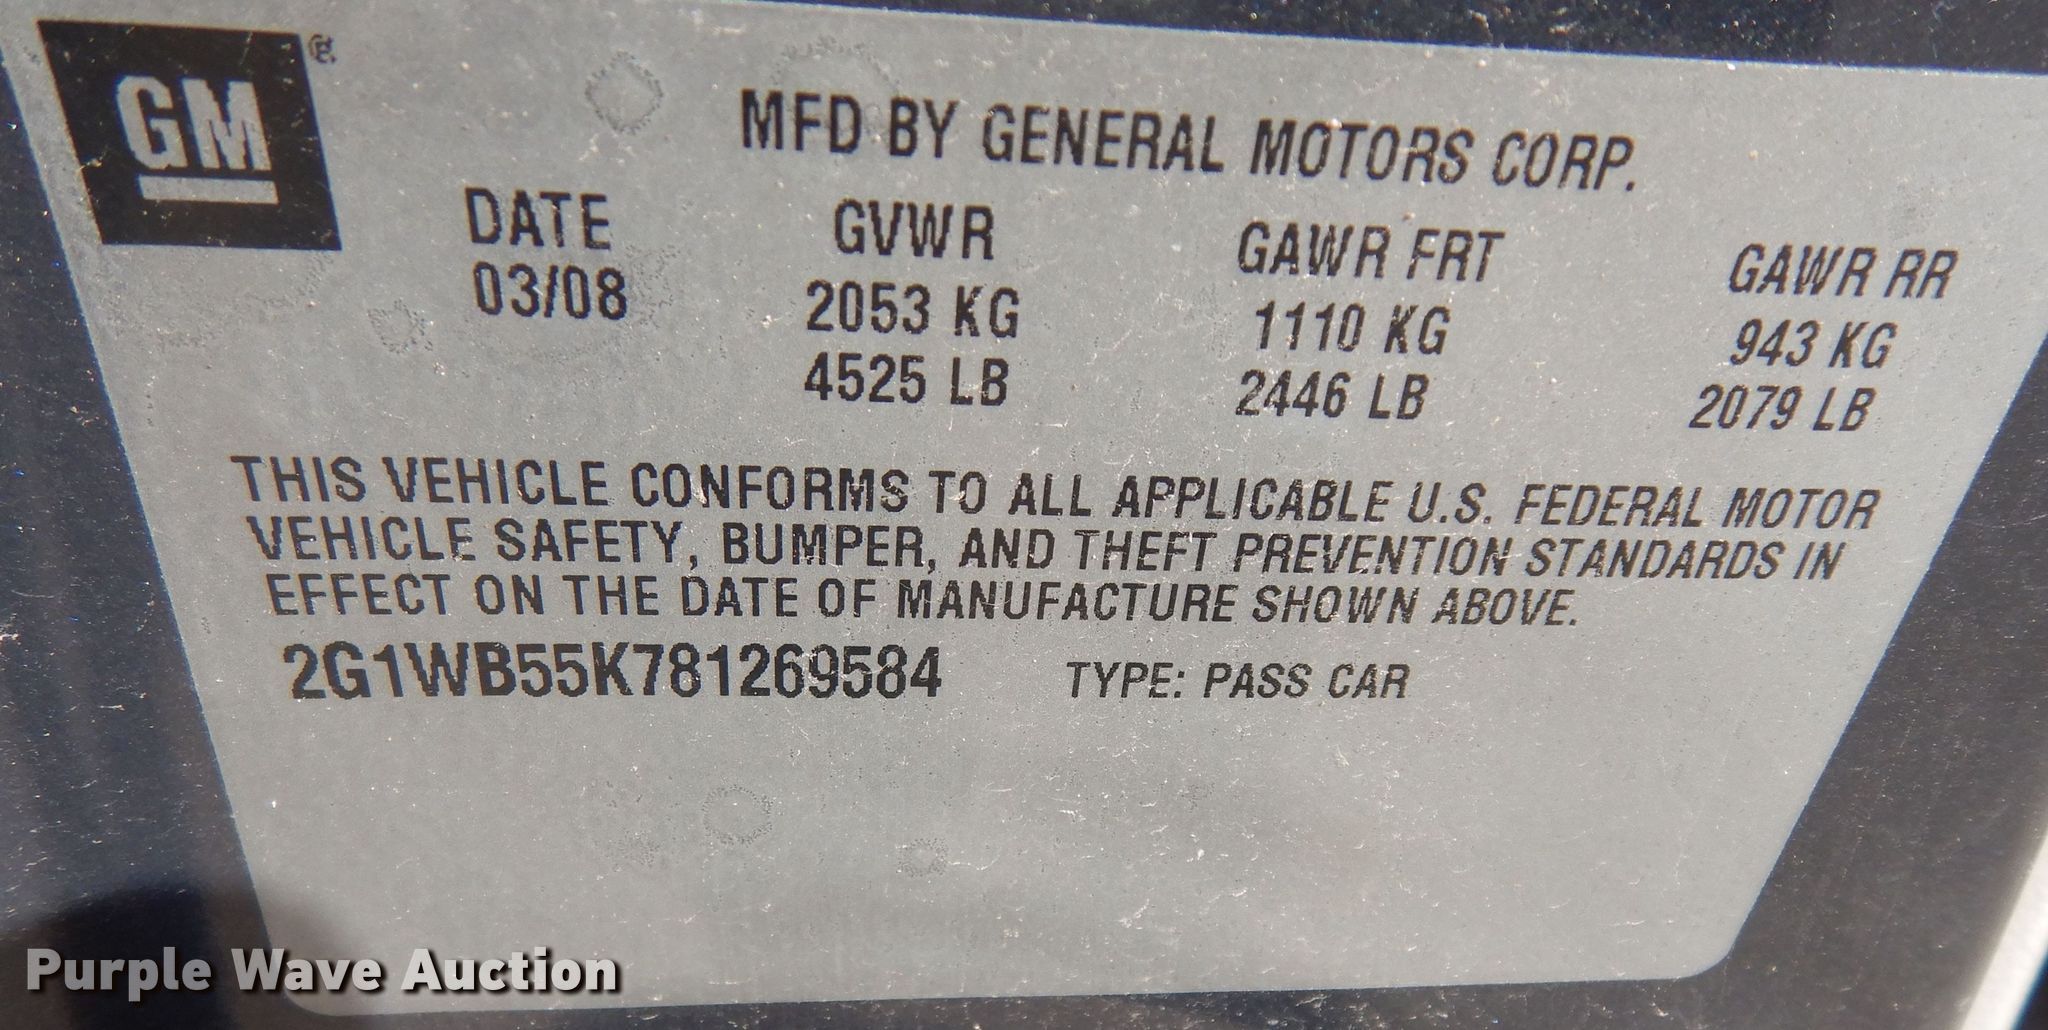 GM®
MFD BY GENERAL MOTORS CORP.
DATE GVWR GAWR FRT GAWR RR
03/08 2053 KG 1110 KG 943 KG
4525 LB 2446 LB 2079 LB
THIS VEHICLE CONFORMS TO ALL APPLICABLE U.S. FEDERAL MOTOR
VEHICLE SAFETY, BUMPER, AND THEFT PREVENTION STANDARDS IN
EFFECT ON THE DATE OF MANUFACTURE SHOWN ABOVE.
2G1WB55K781269584 TYPE: PASS CAR
Purple Wave Auction